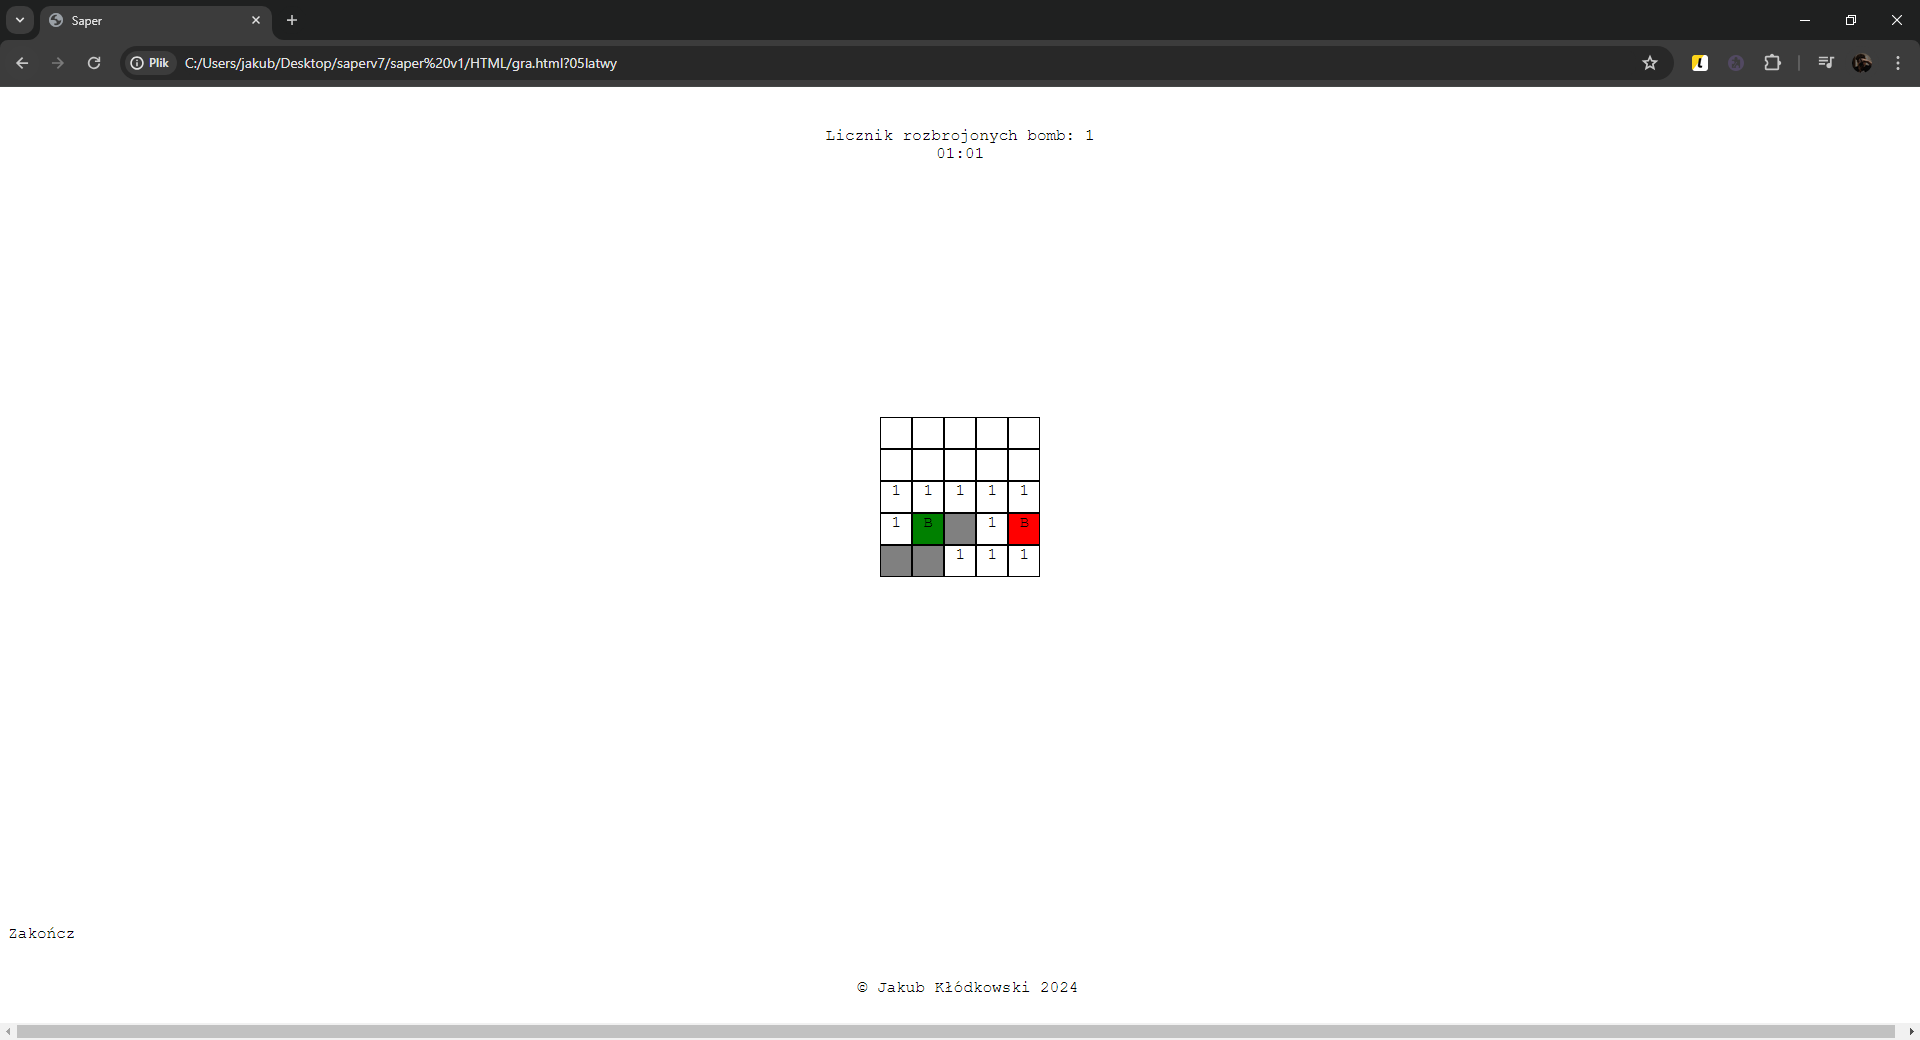 Saper
Plik
C:/Users/jakub/Desktop/saperv7/saper%20v1/HTML/gra.html?05latwy
Licznik rozbrojonych bomb: 1
01:01
1 1 1 1 1
1 B 1 B
1 1 1
Zakończ
© Jakub Kłódkowski 2024